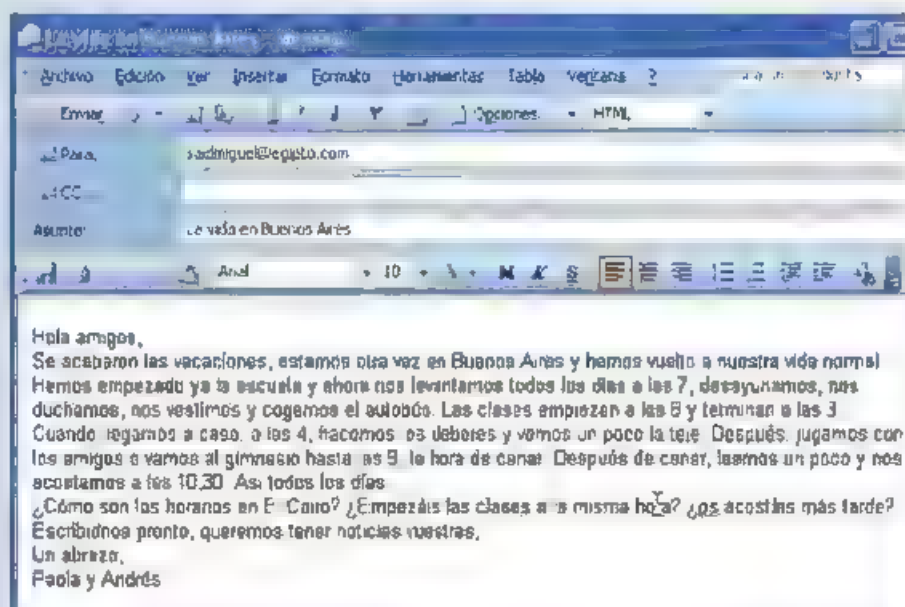 Archivo Edición Ver Insertar Formato Herramientas Tabla Ventana ?
Enviar Opciones. HTML
Para.
CC
Asunto: La vida en Buenos Aires
Arial 10 N K S
Hola amigos,
Se acabaron las vacaciones, estamos otra vez en Buenos Aires y hemos vuelto a nuestra vida normal
Hemos empezado ya la escuela y ahora nos levantamos todos los días a las 7, desayunamos, nos
duchamos, nos vestimos y cogemos el autobús. Las clases empiezan a las 8 y terminan a las 3
Cuando llegamos a casa, a las 4, hacemos los deberes y vemos un poco la tele. Después, jugamos con
los amigos o vamos al gimnasio hasta las 9, la hora de cenar. Después de cenar, leemos un poco y nos
acostamos a las 10,30. Así todos los días
¿Cómo son los horarios en El Cairo? ¿Empezáis las clases a la misma hora? ¿os acostáis más tarde?
Escribidnos pronto, queremos tener noticias vuestras,
Un abrazo,
Paola y Andrés